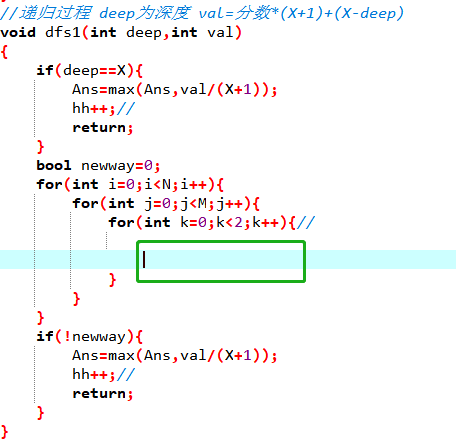 //递归过程 deep为深度 val=分数*(X+1)+(X-deep)
void dfs1(int deep,int val)
{
    if(deep==X){
        Ans=max(Ans,val/(X+1));
        hh++;//
        return;
    }
    bool newway=0;
    for(int i=0;i<N;i++){
        for(int j=0;j<M;j++){
            for(int k=0;k<2;k++){//
            }
        }
    }
    if(!newway){
        Ans=max(Ans,val/(X+1));
        hh++;//
        return;
    }
}